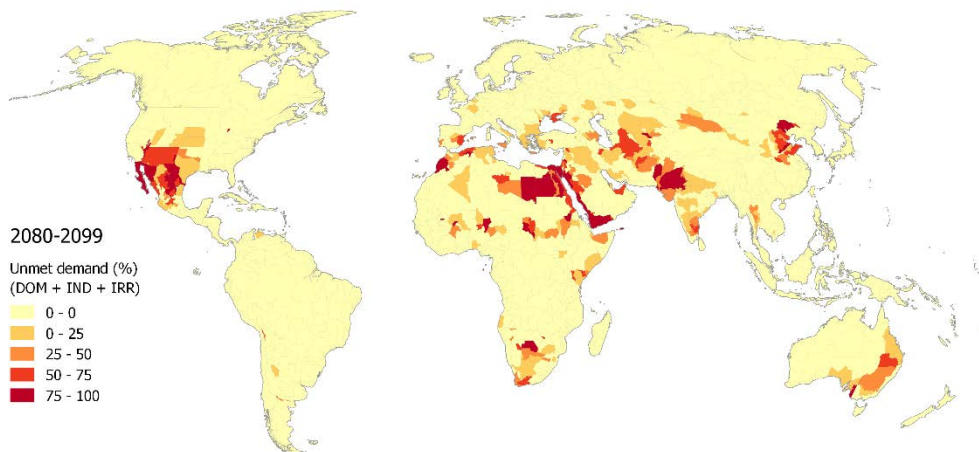 2080-2099
Unmet demand (%)
(DOM + IND + IRR)
0 - 0
0 - 25
25 - 50
50 - 75
75 - 100